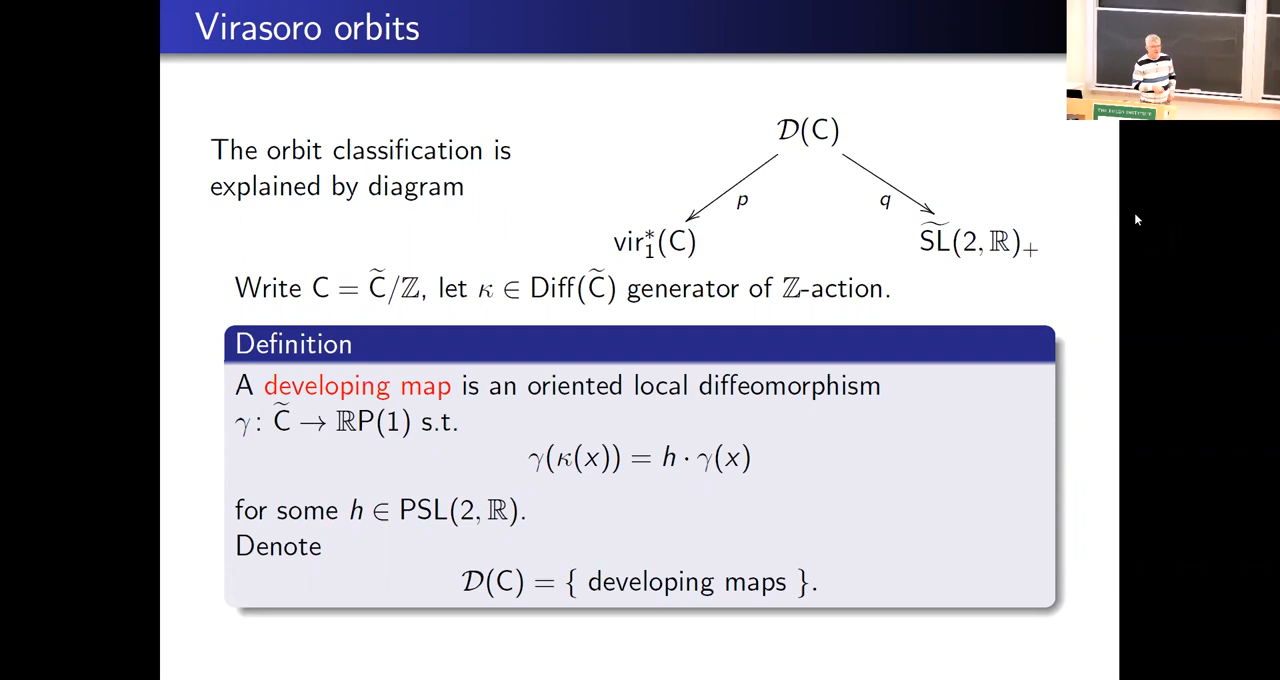 Virasoro orbits
The orbit classification is
explained by diagram
𝒟(C)
p
q
vir₁*(C)
S̃L(2, ℝ)₊
Write C = C̃/ℤ, let κ ∈ Diff(C̃) generator of ℤ-action.
Definition
A developing map is an oriented local diffeomorphism
γ: C̃ → ℝP(1) s.t.
γ(κ(x)) = h · γ(x)
for some h ∈ PSL(2, ℝ).
Denote
𝒟(C) = { developing maps }.